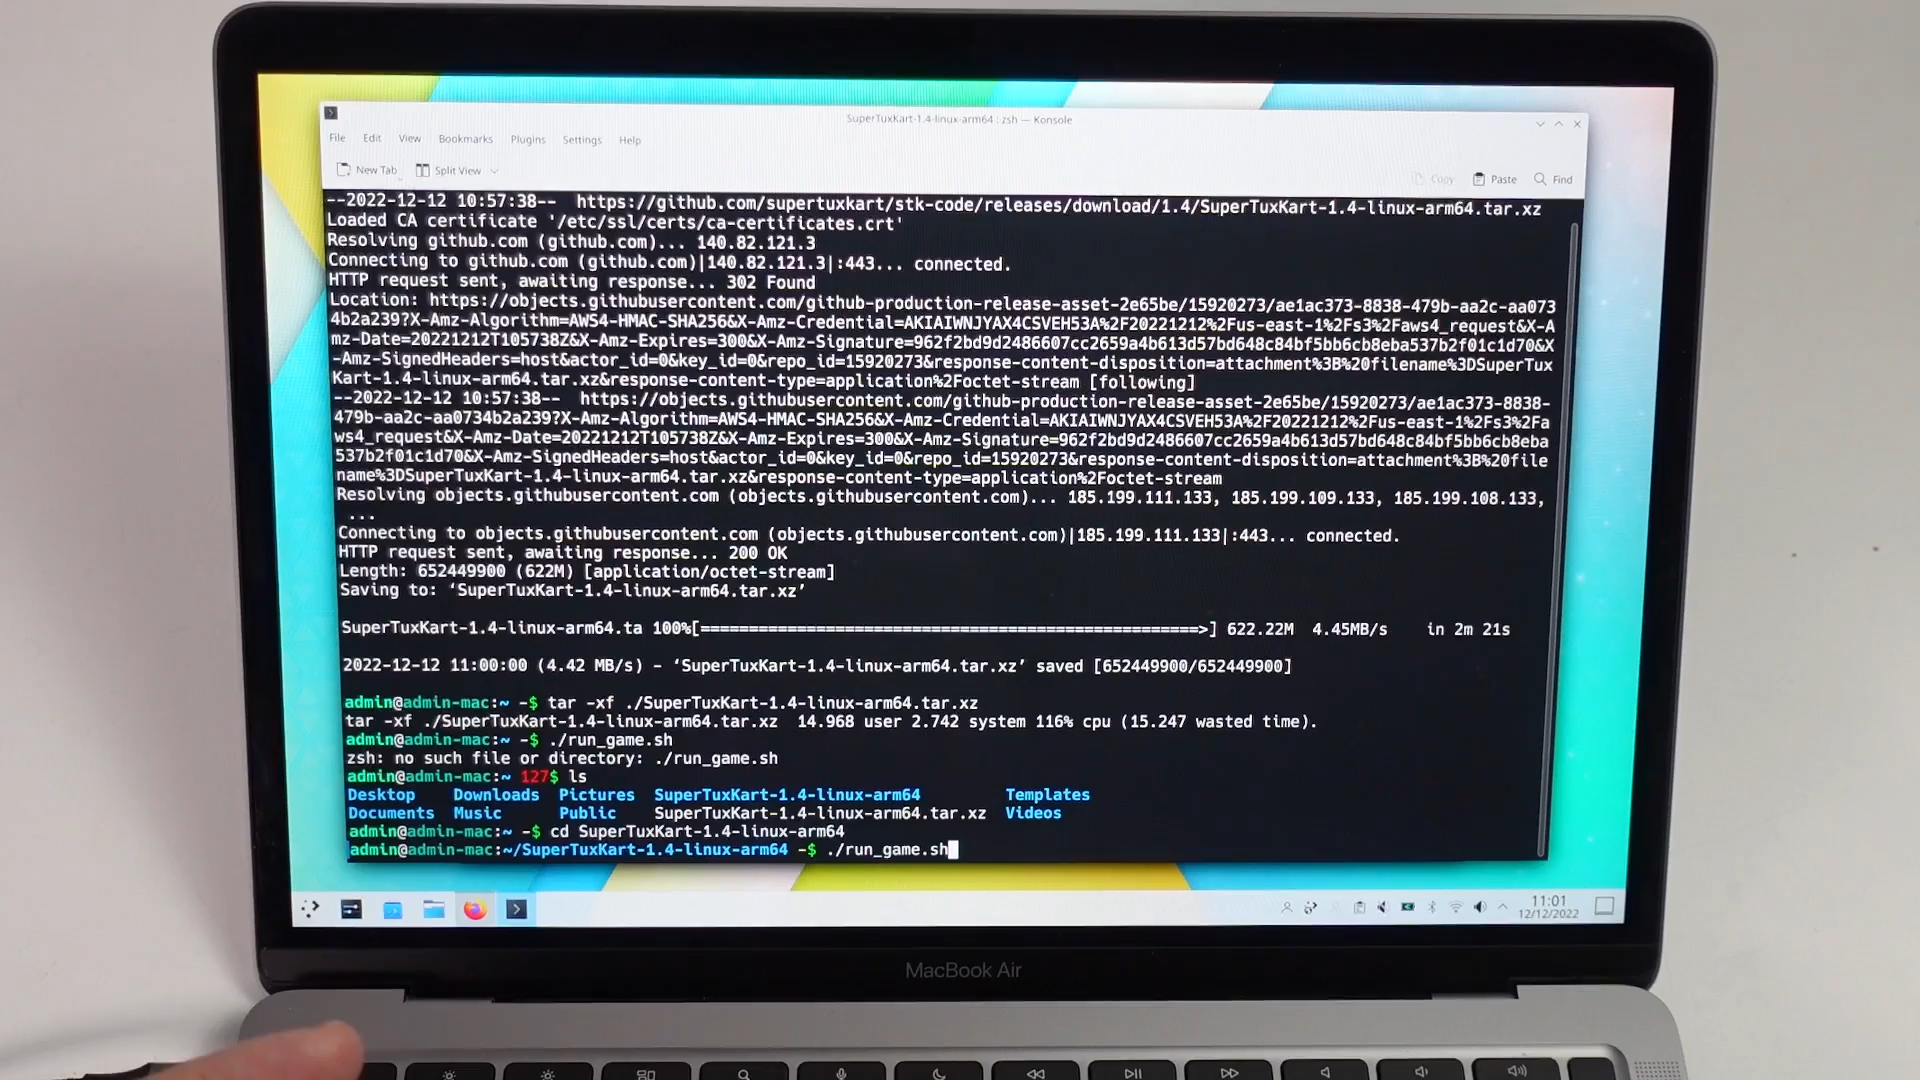 SuperTuxKart-1.4-linux-arm64 : zsh — Konsole
File Edit View Bookmarks Plugins Settings Help
New Tab Split View Copy Paste Find
--2022-12-12 10:57:38--  https://github.com/supertuxkart/stk-code/releases/download/1.4/SuperTuxKart-1.4-linux-arm64.tar.xz
Loaded CA certificate '/etc/ssl/certs/ca-certificates.crt'
Resolving github.com (github.com)... 140.82.121.3
Connecting to github.com (github.com)|140.82.121.3|:443... connected.
HTTP request sent, awaiting response... 302 Found
Location: https://objects.githubusercontent.com/github-production-release-asset-2e65be/15920273/ae1ac373-8838-479b-aa2c-aa073
4b2a239?X-Amz-Algorithm=AWS4-HMAC-SHA256&X-Amz-Credential=AKIAIWNJYAX4CSVEH53A%2F20221212%2Fus-east-1%2Fs3%2Faws4_request&X-A
mz-Date=20221212T105738Z&X-Amz-Expires=300&X-Amz-Signature=962f2bd9d2486607cc2659a4b613d57bd648c84bf5bb6cb8eba537b2f01c1d70&X
-Amz-SignedHeaders=host&actor_id=0&key_id=0&repo_id=15920273&response-content-disposition=attachment%3B%20filename%3DSuperTux
Kart-1.4-linux-arm64.tar.xz&response-content-type=application%2Foctet-stream [following]
--2022-12-12 10:57:38--  https://objects.githubusercontent.com/github-production-release-asset-2e65be/15920273/ae1ac373-8838-
479b-aa2c-aa0734b2a239?X-Amz-Algorithm=AWS4-HMAC-SHA256&X-Amz-Credential=AKIAIWNJYAX4CSVEH53A%2F20221212%2Fus-east-1%2Fs3%2Fa
ws4_request&X-Amz-Date=20221212T105738Z&X-Amz-Expires=300&X-Amz-Signature=962f2bd9d2486607cc2659a4b613d57bd648c84bf5bb6cb8eba
537b2f01c1d70&X-Amz-SignedHeaders=host&actor_id=0&key_id=0&repo_id=15920273&response-content-disposition=attachment%3B%20file
name%3DSuperTuxKart-1.4-linux-arm64.tar.xz&response-content-type=application%2Foctet-stream
Resolving objects.githubusercontent.com (objects.githubusercontent.com)... 185.199.111.133, 185.199.109.133, 185.199.108.133,
...
Connecting to objects.githubusercontent.com (objects.githubusercontent.com)|185.199.111.133|:443... connected.
HTTP request sent, awaiting response... 200 OK
Length: 652449900 (622M) [application/octet-stream]
Saving to: ‘SuperTuxKart-1.4-linux-arm64.tar.xz’
SuperTuxKart-1.4-linux-arm64.ta 100%[==================================================>] 622.22M  4.45MB/s    in 2m 21s
2022-12-12 11:00:00 (4.42 MB/s) - ‘SuperTuxKart-1.4-linux-arm64.tar.xz’ saved [652449900/652449900]
admin@admin-mac:~ -$ tar -xf ./SuperTuxKart-1.4-linux-arm64.tar.xz
tar -xf ./SuperTuxKart-1.4-linux-arm64.tar.xz  14.968 user 2.742 system 116% cpu (15.247 wasted time).
admin@admin-mac:~ -$ ./run_game.sh
zsh: no such file or directory: ./run_game.sh
admin@admin-mac:~ 127$ ls
Desktop    Downloads  Pictures  SuperTuxKart-1.4-linux-arm64         Templates
Documents  Music      Public    SuperTuxKart-1.4-linux-arm64.tar.xz  Videos
admin@admin-mac:~ -$ cd SuperTuxKart-1.4-linux-arm64
admin@admin-mac:~/SuperTuxKart-1.4-linux-arm64 -$ ./run_game.sh
11:01
12/12/2022
MacBook Air